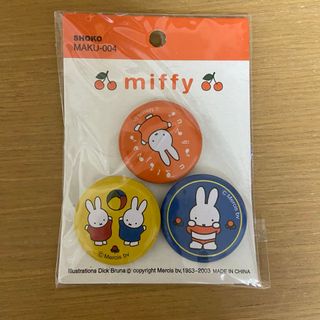 SHOKO
MAKU-004
miffy
© Mercis bv
© Mercis bv
Illustrations Dick Bruna © copyright Mercis bv, 1953-2003 MADE IN CHINA